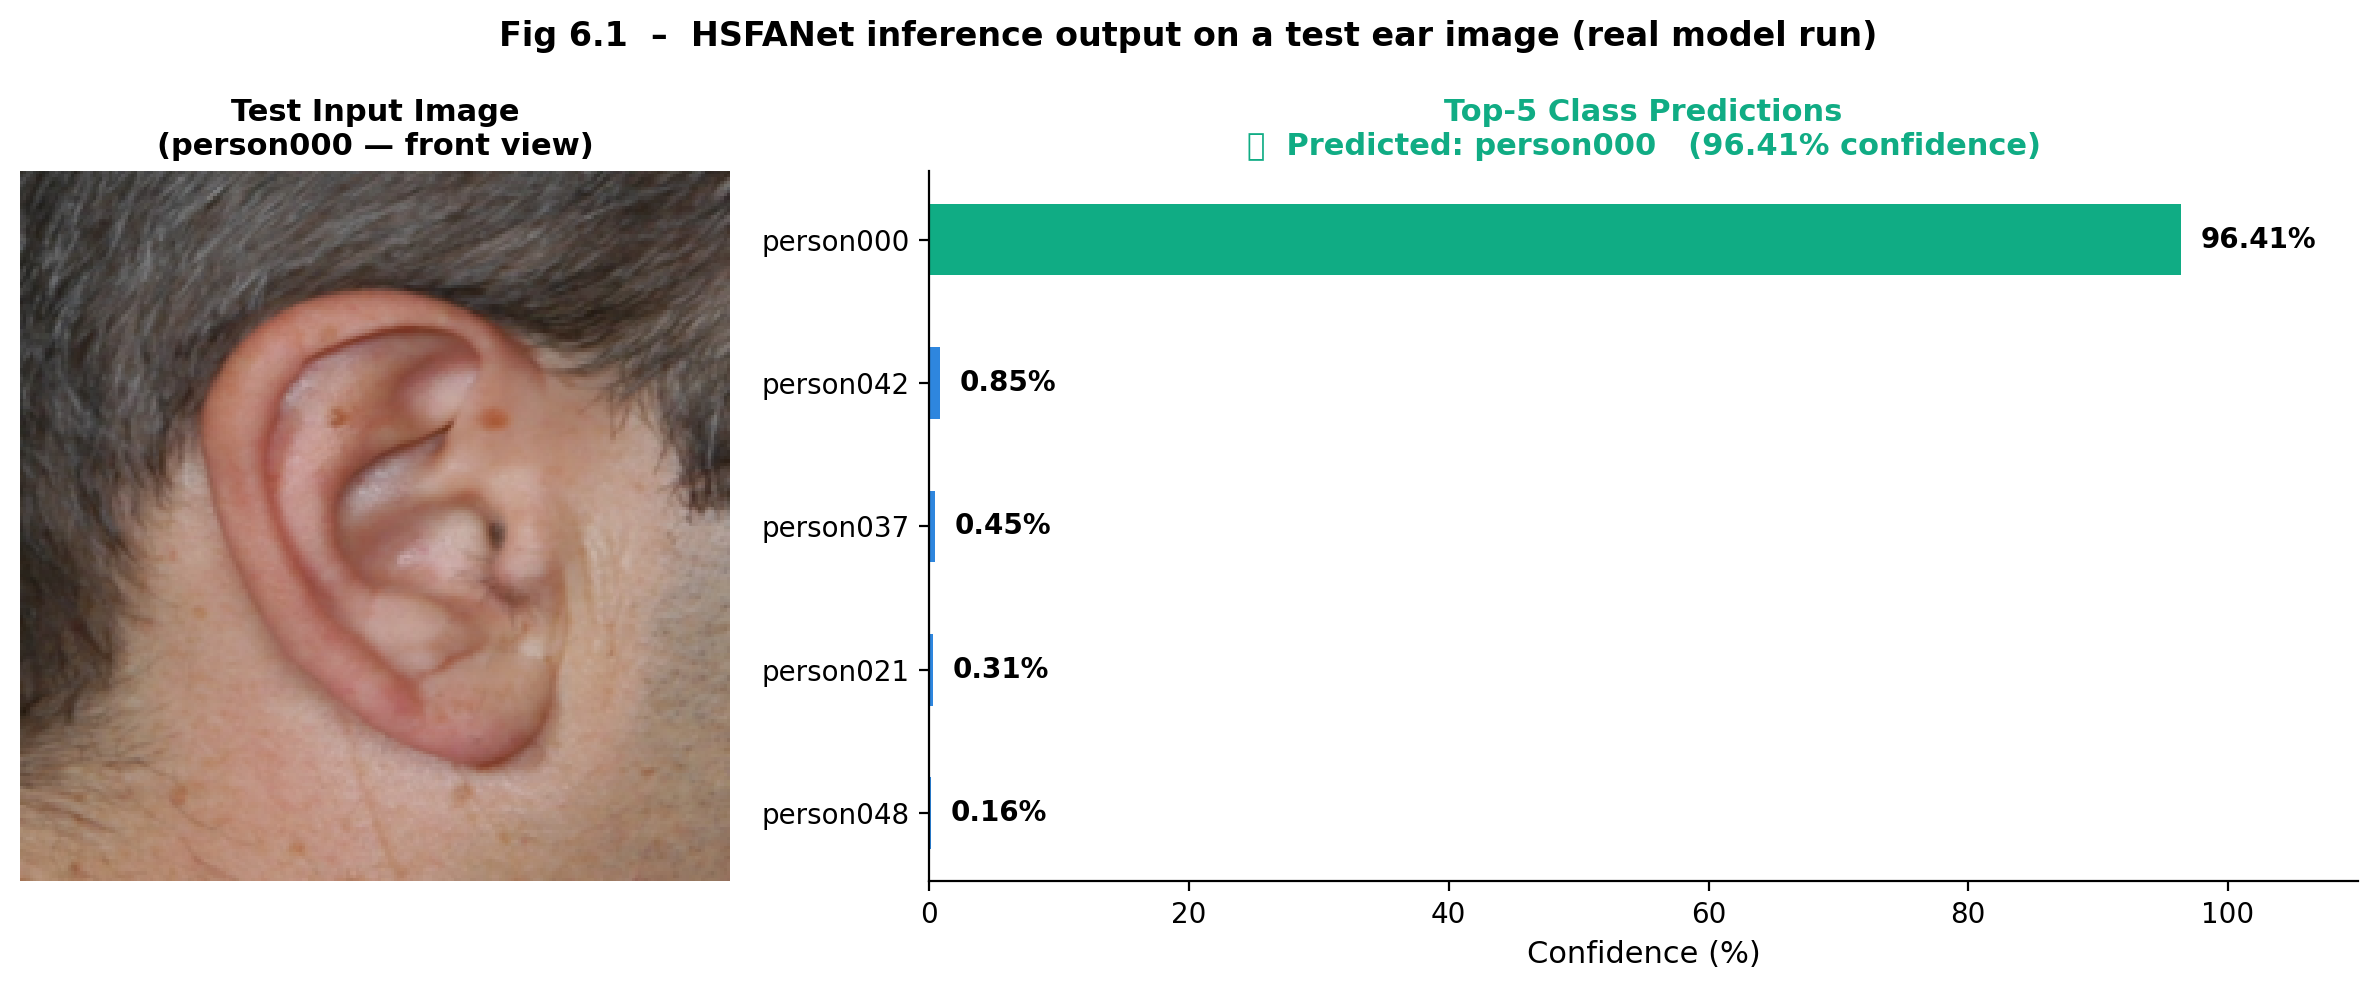 Fig 6.1 – HSFANet inference output on a test ear image (real model run)
Test Input Image
(person000 — front view)
Top-5 Class Predictions
Predicted: person000 (96.41% confidence)
person000
96.41%
person042
0.85%
person037
0.45%
person021
0.31%
person048
0.16%
0 20 40 60 80 100
Confidence (%)